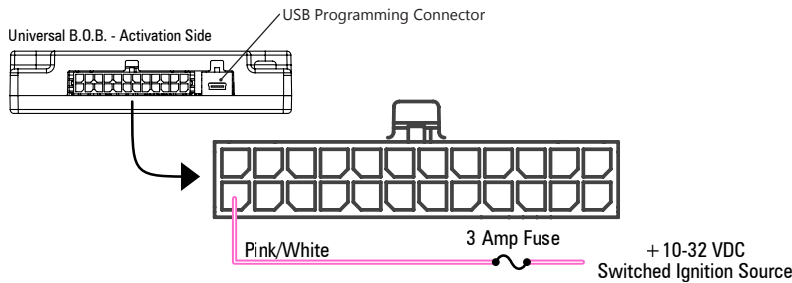 USB Programming Connector
Universal B.O.B. - Activation Side
Pink/White
3 Amp Fuse
+10-32 VDC
Switched Ignition Source